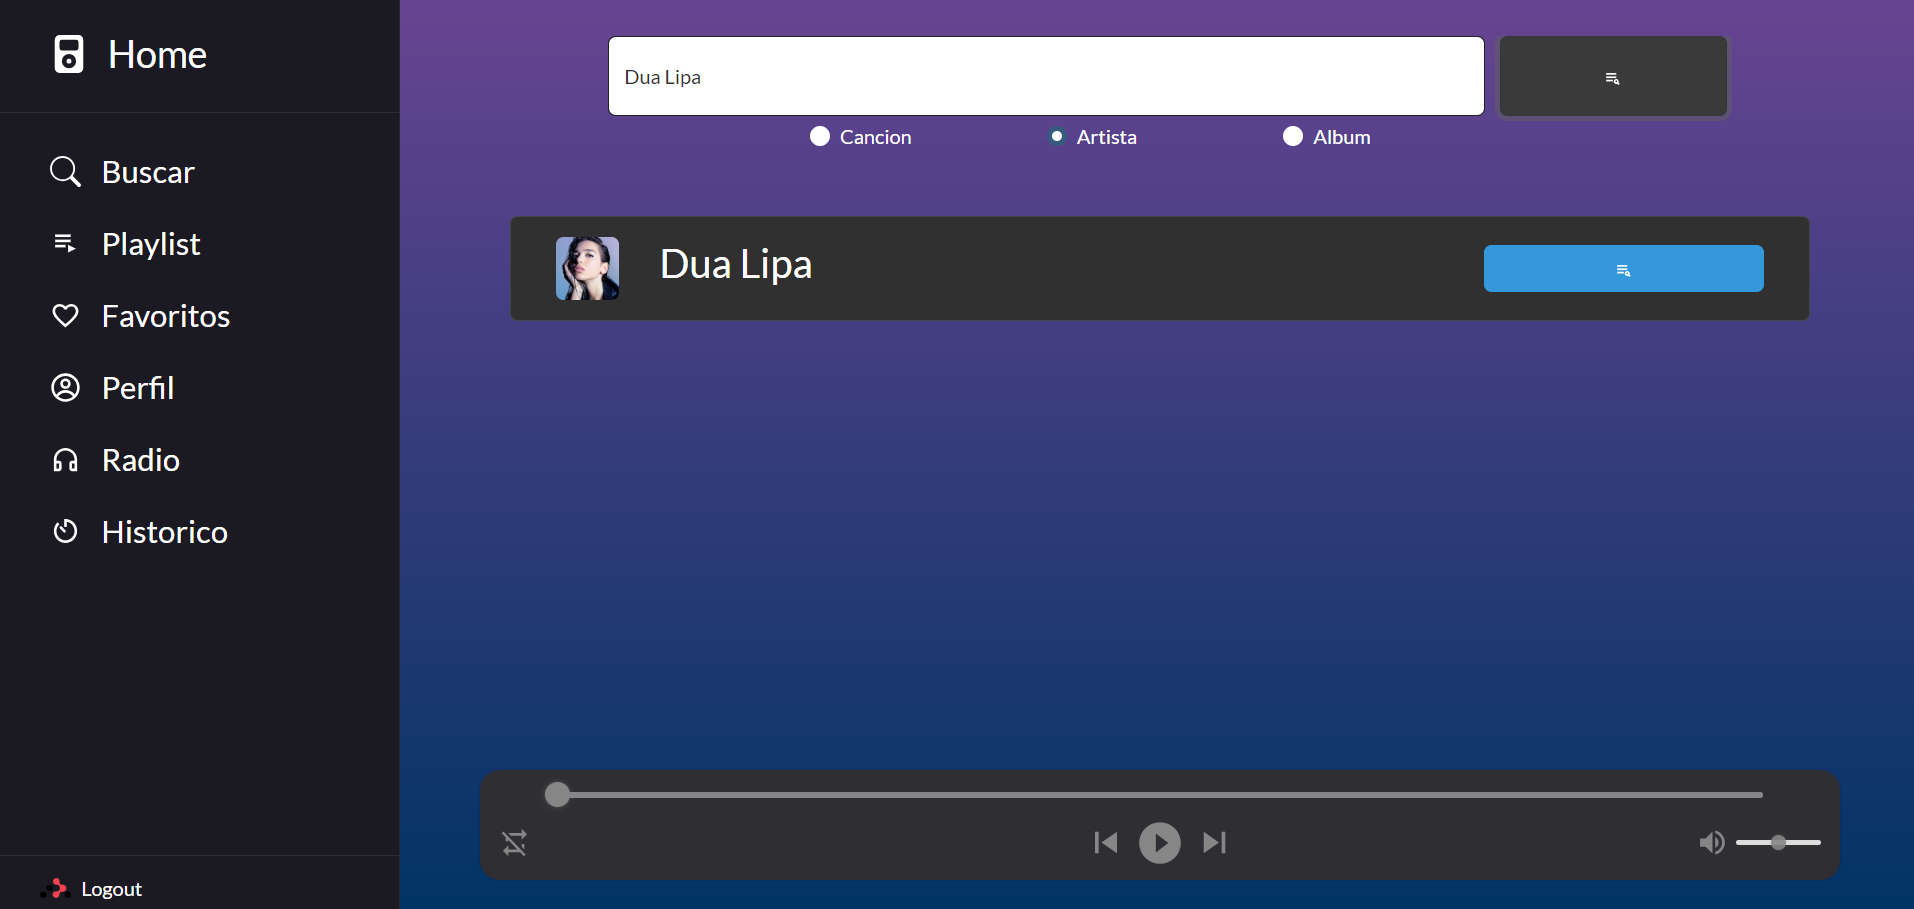 Home
Buscar
Playlist
Favoritos
Perfil
Radio
Historico
Logout
Dua Lipa
Cancion
Artista
Album
Dua Lipa